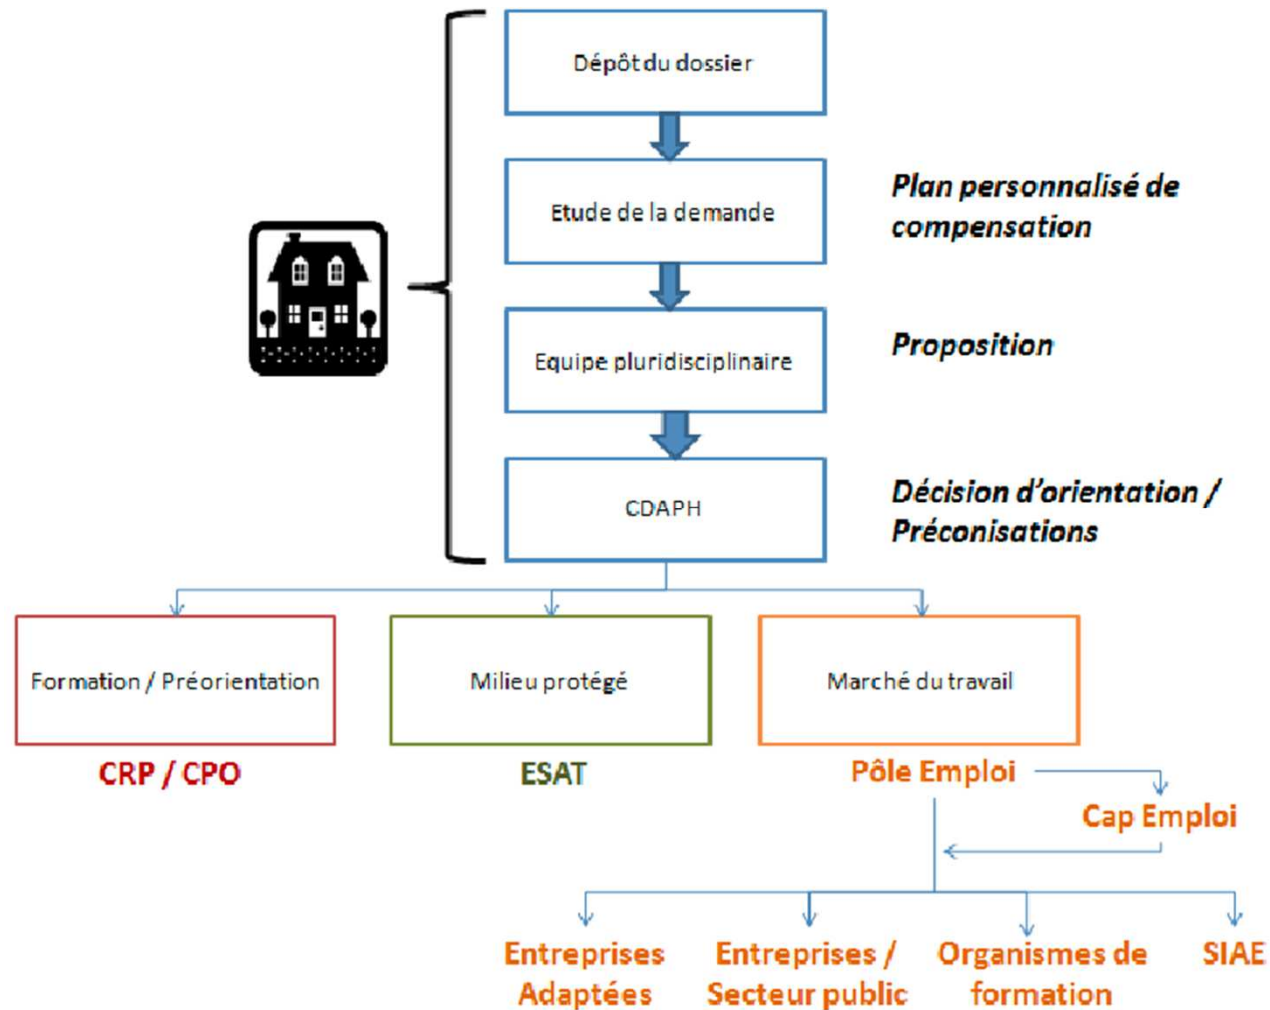 Dépôt du dossier
Etude de la demande
Plan personnalisé de
compensation
Equipe pluridisciplinaire
Proposition
CDAPH
Décision d'orientation /
Préconisations
Formation / Préorientation
Milieu protégé
Marché du travail
CRP / CPO
ESAT
Pôle Emploi
Cap Emploi
Entreprises
Adaptées
Entreprises /
Secteur public
Organismes de
formation
SIAE